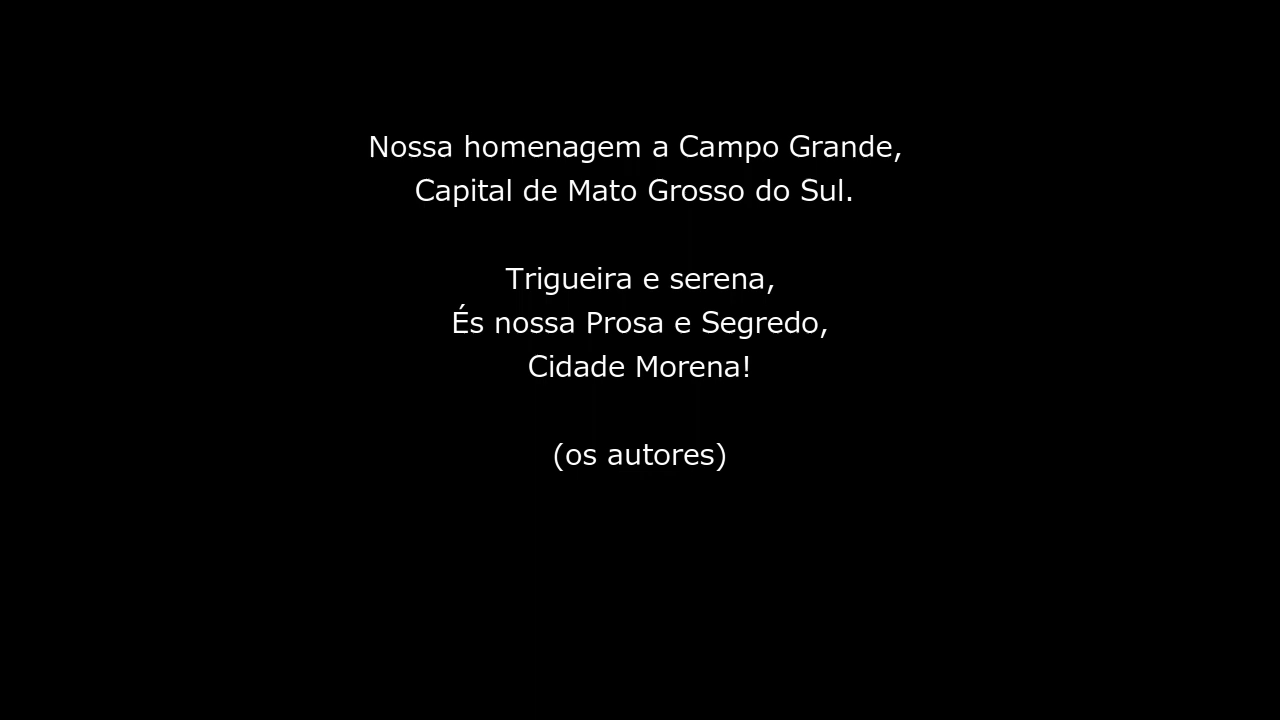 Nossa homenagem a Campo Grande,
Capital de Mato Grosso do Sul.
Trigueira e serena,
És nossa Prosa e Segredo,
Cidade Morena!
(os autores)